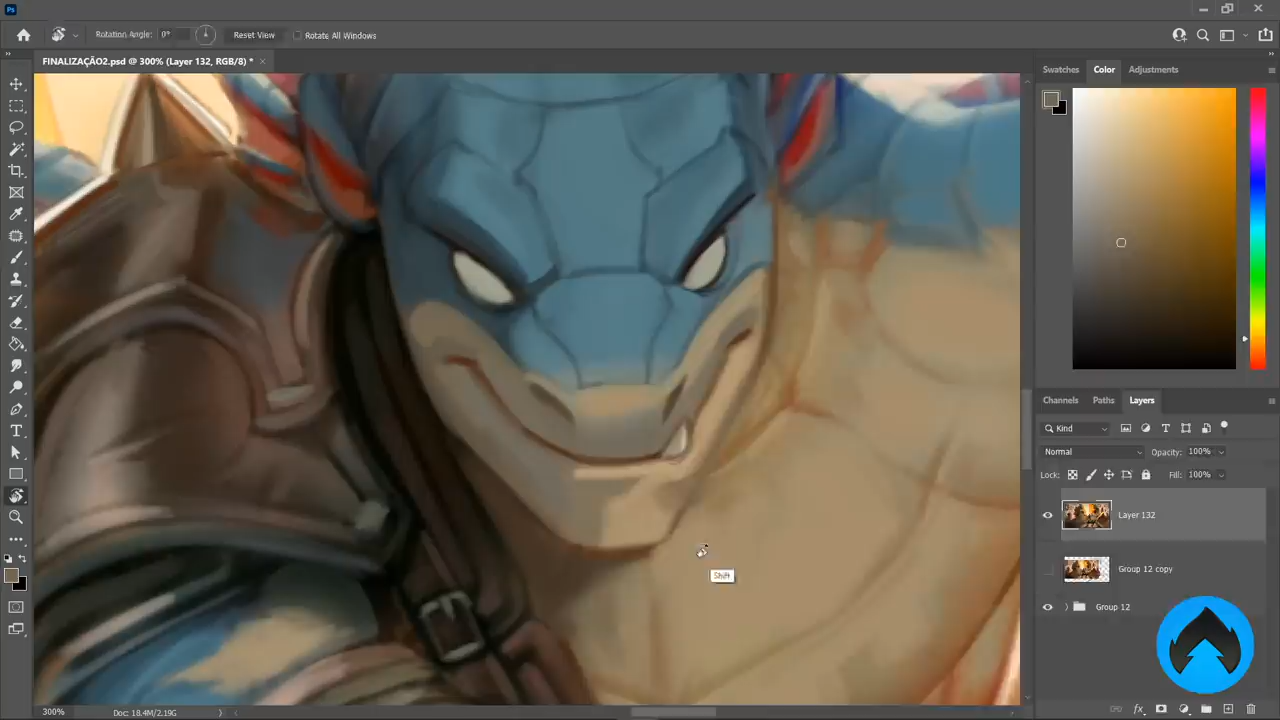 Ps
Rotation Angle: 0°
Reset View
Rotate All Windows
FINALIZAÇÃO2.psd @ 300% (Layer 132, RGB/8) * ×
Swatches Color Adjustments
Channels Paths Layers
Kind
Normal Opacity: 100%
Lock: Fill: 100%
Layer 132
Group 12 copy
Group 12
Shift
300% Doc: 18.4M/2.19G